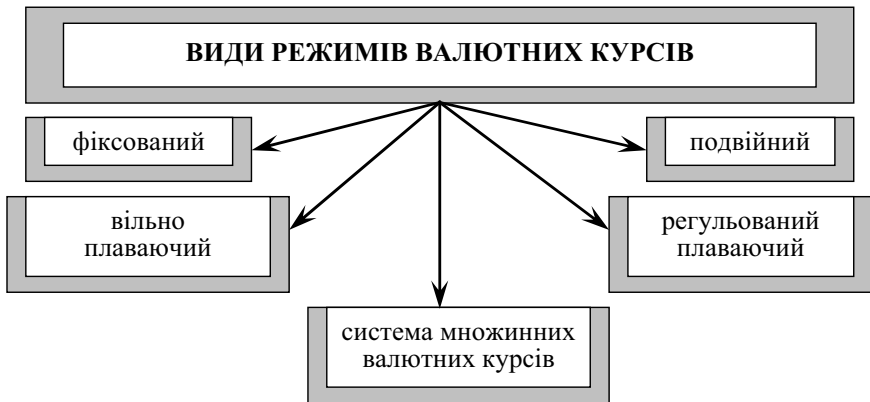 ВИДИ РЕЖИМІВ ВАЛЮТНИХ КУРСІВ
фіксований
подвійний
вільно
плаваючий
регульований
плаваючий
система множинних
валютних курсів